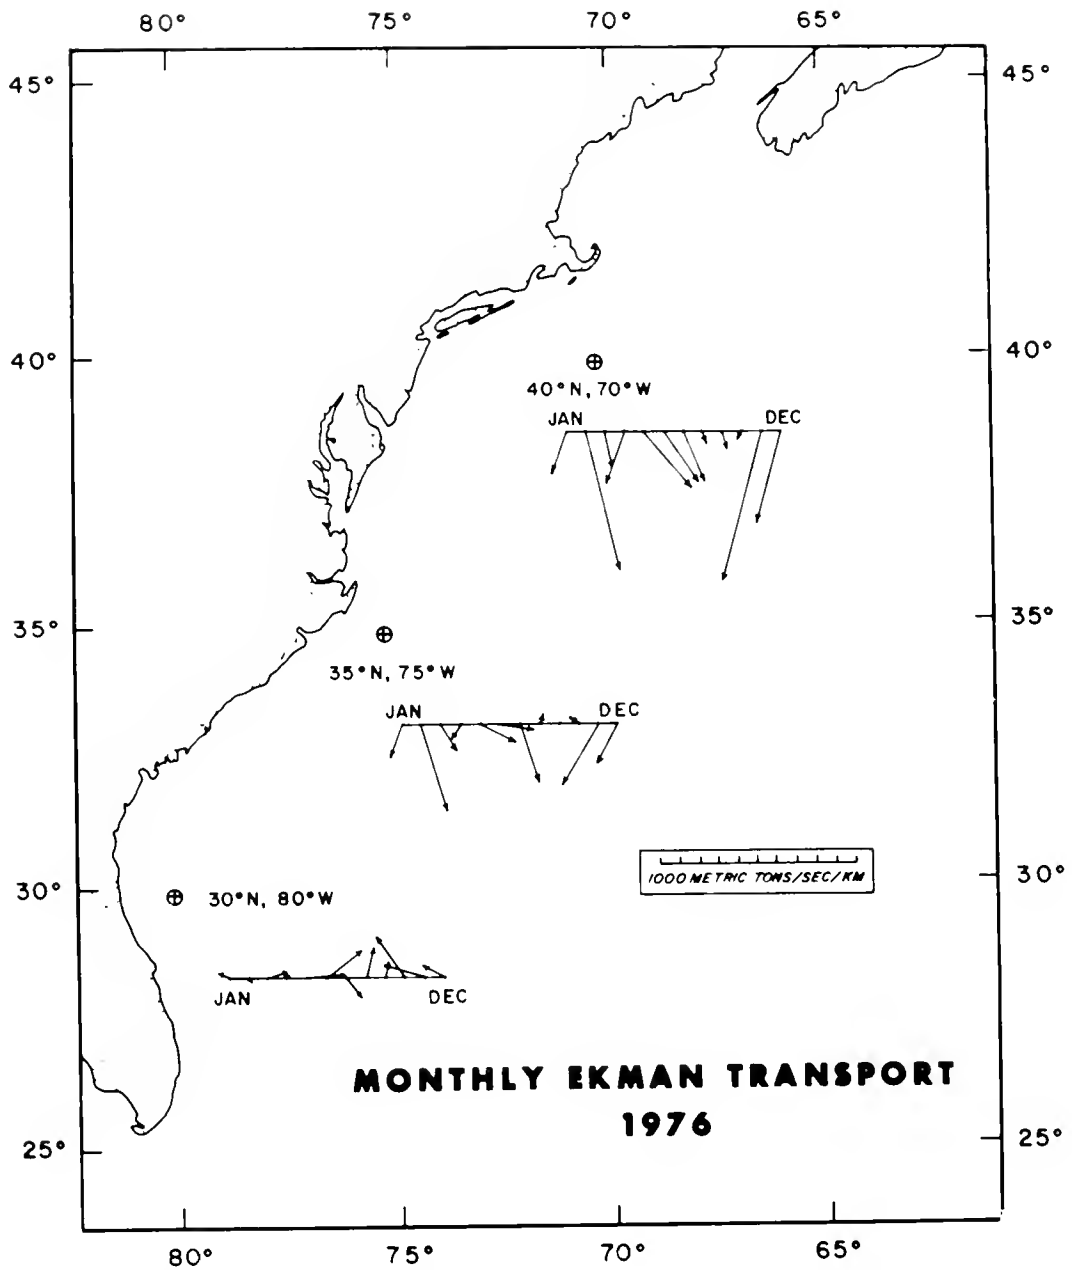 80° 75° 70° 65°
45° 45°
40° 40°
40°N, 70°W
JAN DEC
35° 35°
35°N, 75°W
JAN DEC
1000 METRIC TONS/SEC/KM
30° 30°
30°N, 80°W
JAN DEC
MONTHLY EKMAN TRANSPORT
1976
25° 25°
80° 75° 70° 65°